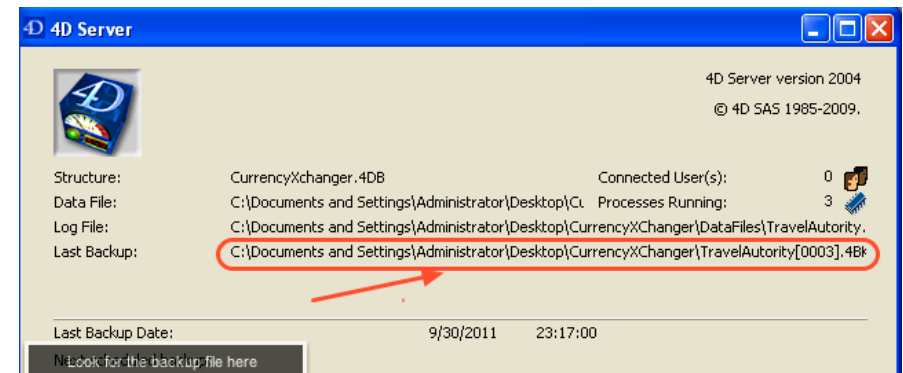 4D Server
4D Server version 2004
© 4D SAS 1985-2009.
Structure: CurrencyXchanger.4DB Connected User(s): 0
Data File: C:\Documents and Settings\Administrator\Desktop\Cu Processes Running: 3
Log File: C:\Documents and Settings\Administrator\Desktop\CurrencyXChanger\DataFiles\TravelAutority.
Last Backup: C:\Documents and Settings\Administrator\Desktop\CurrencyXChanger\TravelAutority[0003].4BK
Last Backup Date: 9/30/2011 23:17:00
Look for the backup file here